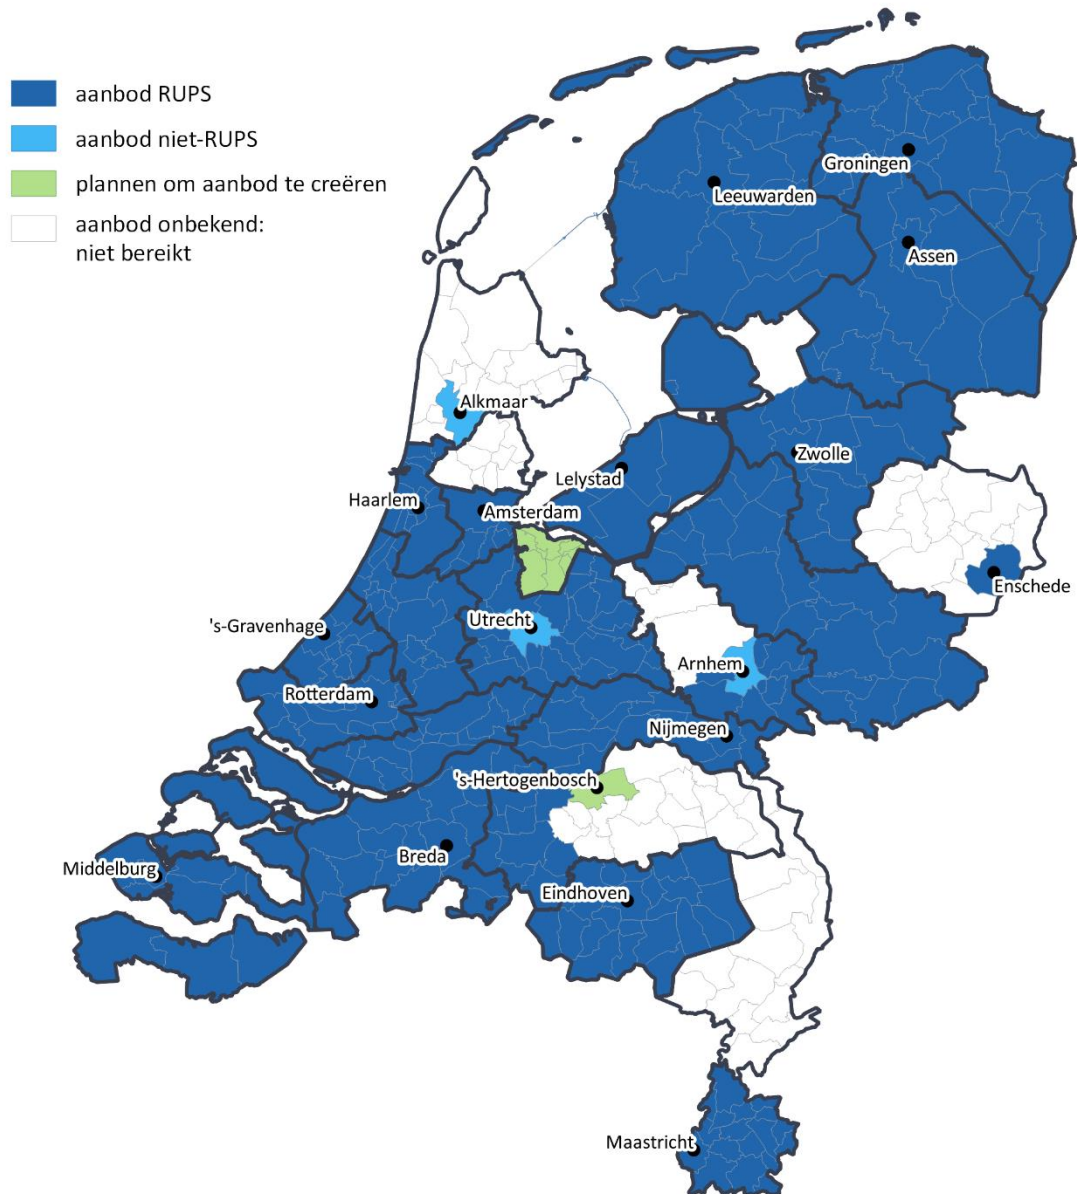 aanbod RUPS
aanbod niet-RUPS
plannen om aanbod te creëren
aanbod onbekend:
niet bereikt
Groningen
Leeuwarden
Assen
Alkmaar
Zwolle
Lelystad
Haarlem
Amsterdam
Enschede
Utrecht
's-Gravenhage
Arnhem
Rotterdam
Nijmegen
's-Hertogenbosch
Breda
Middelburg
Eindhoven
Maastricht